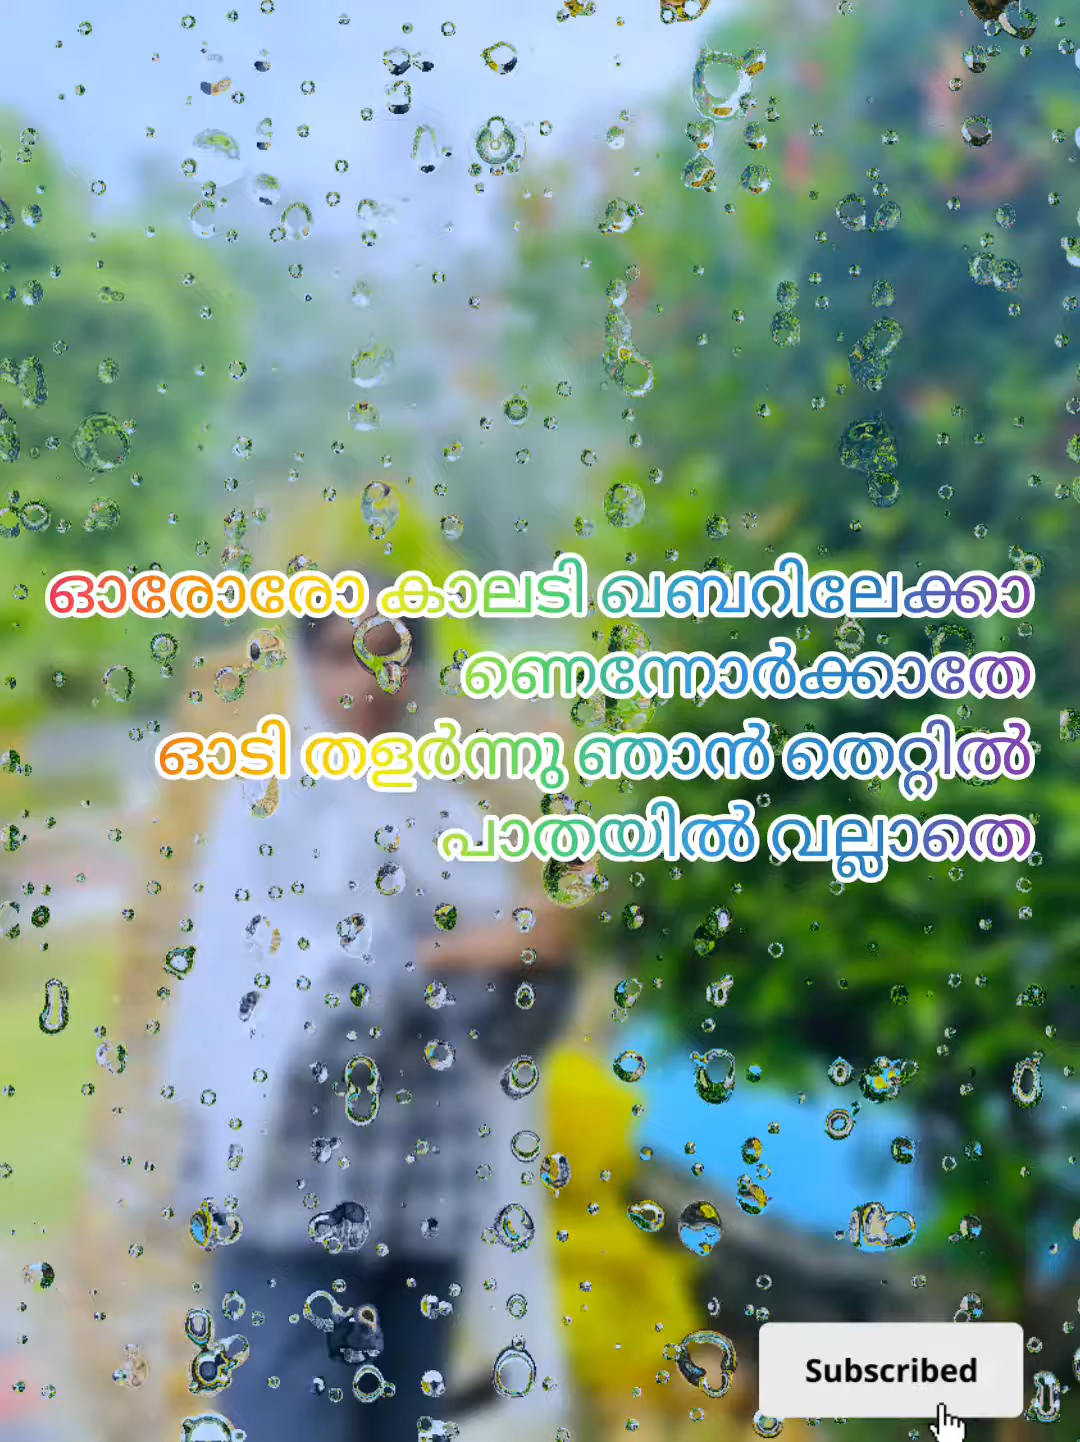 ഓരോരോ കാലടി ഖബറിലേക്കാ
ണെന്നോർക്കാതേ
ഓടി തളർന്നു ഞാൻ തെറ്റിൽ
പാതയിൽ വല്ലാതെ
Subscribed